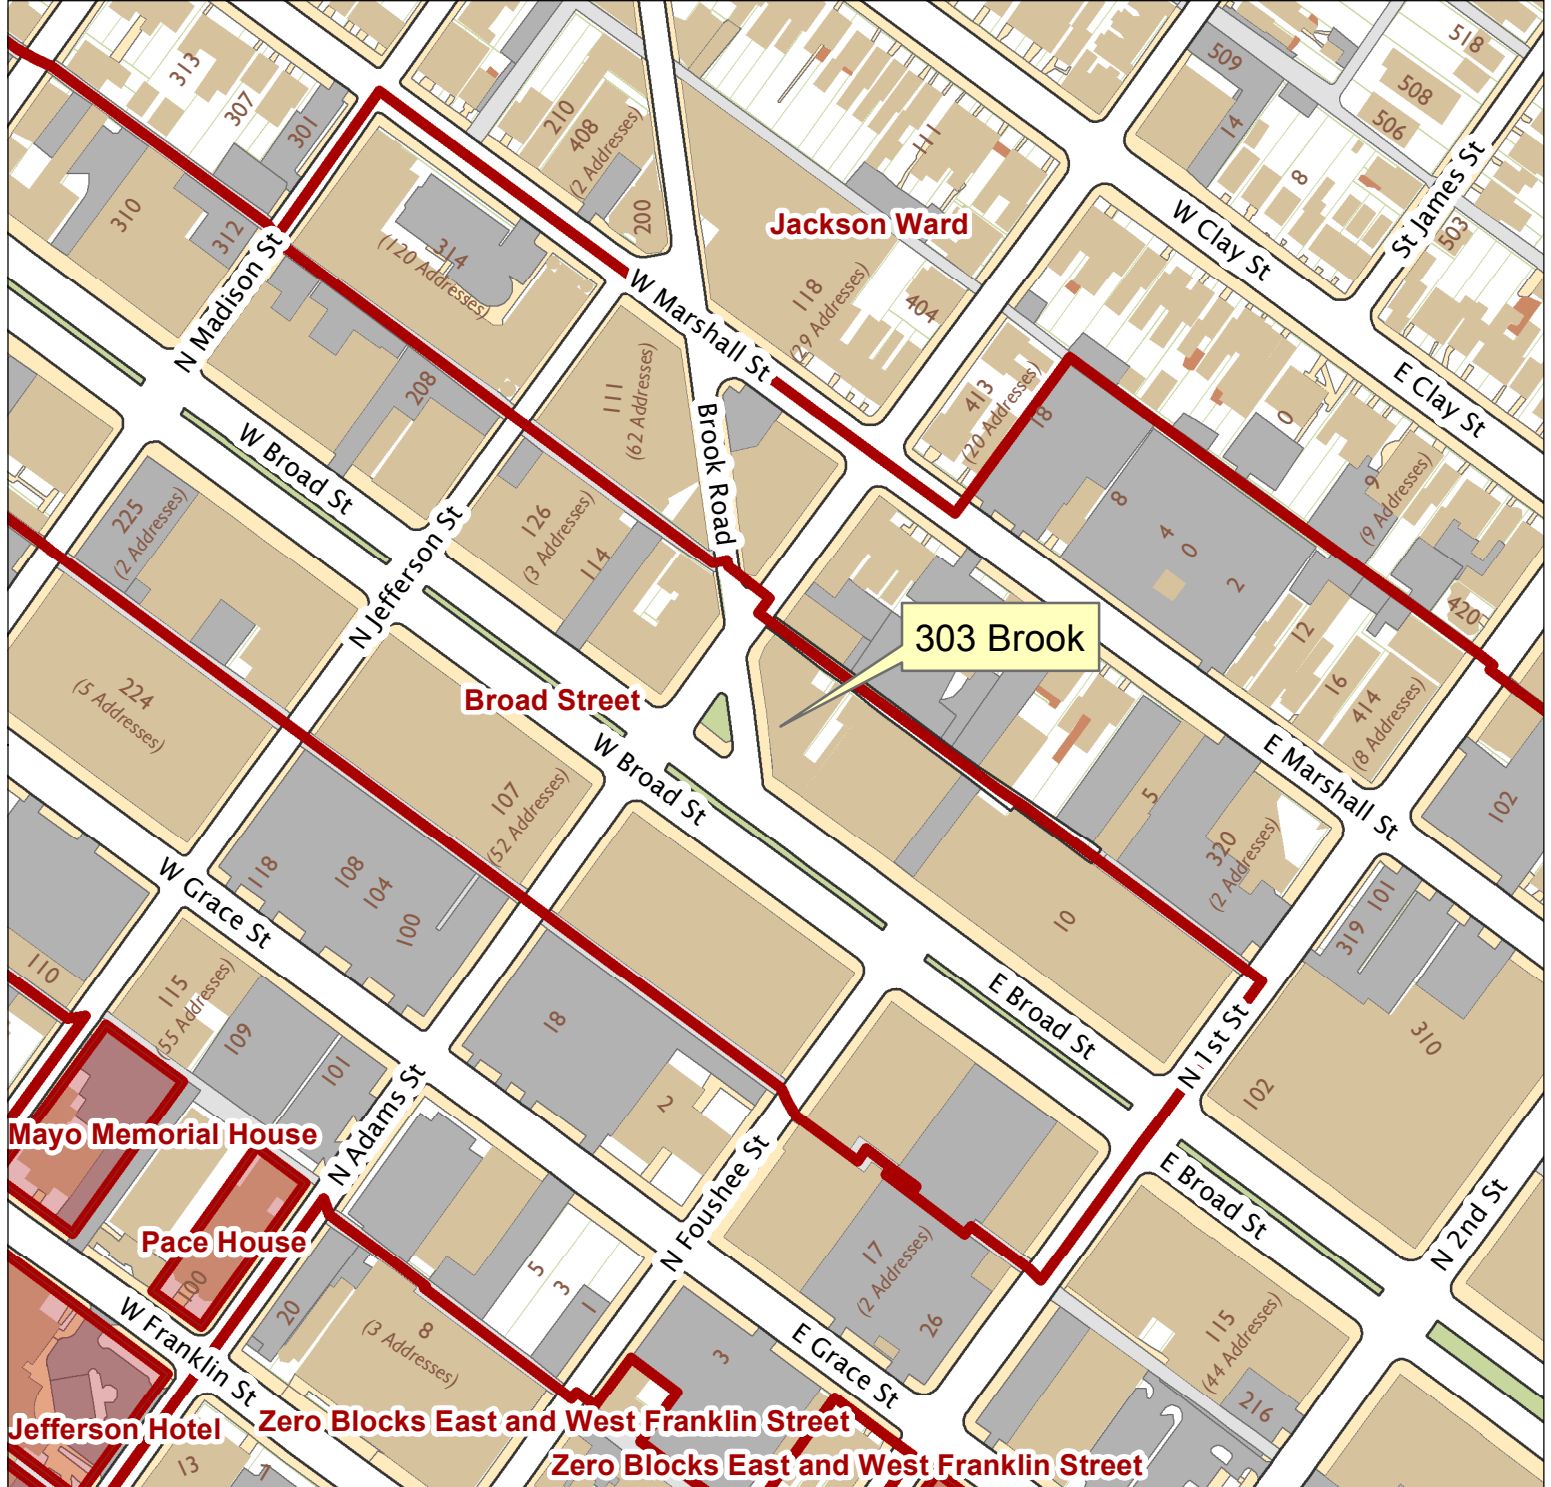 518
509
313
508
307
210
14
506
301
408
(2 Addresses)
111
8
St James St
310
200
Jackson Ward
W Clay St
503
312
314
(120 Addresses)
N Madison St
W Marshall St
118
(29 Addresses)
404
E Clay St
208
111
(62 Addresses)
413
(20 Addresses)
18
0
Brook Road
W Broad St
9
(9 Addresses)
225
(2 Addresses)
126
(3 Addresses)
114
8
4
0
2
N Jefferson St
420
12
303 Brook
16
414
(8 Addresses)
224
(5 Addresses)
Broad Street
W Broad St
E Marshall St
107
(52 Addresses)
5
102
320
(2 Addresses)
118
108
104
100
W Grace St
10
101
319
110
115
(55 Addresses)
109
101
18
E Broad St
N 1st St
310
102
2
N Adams St
Mayo Memorial House
N Foushee St
E Broad St
N 2nd St
Pace House
100
5
3
1
17
(2 Addresses)
26
W Franklin St
20
8
(3 Addresses)
3
E Grace St
115
(44 Addresses)
216
Jefferson Hotel
Zero Blocks East and West Franklin Street
13
7
Zero Blocks East and West Franklin Street